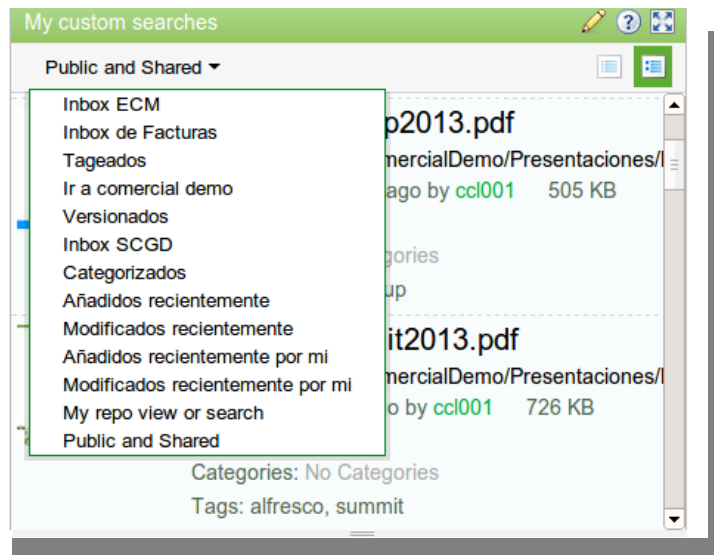 My custom searches
Public and Shared
Inbox ECM
Inbox de Facturas
Tageados
Ir a comercial demo
Versionados
Inbox SCGD
Categorizados
Añadidos recientemente
Modificados recientemente
Añadidos recientemente por mi
Modificados recientemente por mi
My repo view or search
Public and Shared
p2013.pdf
mercialDemo/Presentaciones/
ago by ccl001 505 KB
gories
up
it2013.pdf
mercialDemo/Presentaciones/
o by ccl001 726 KB
Categories: No Categories
Tags: alfresco, summit